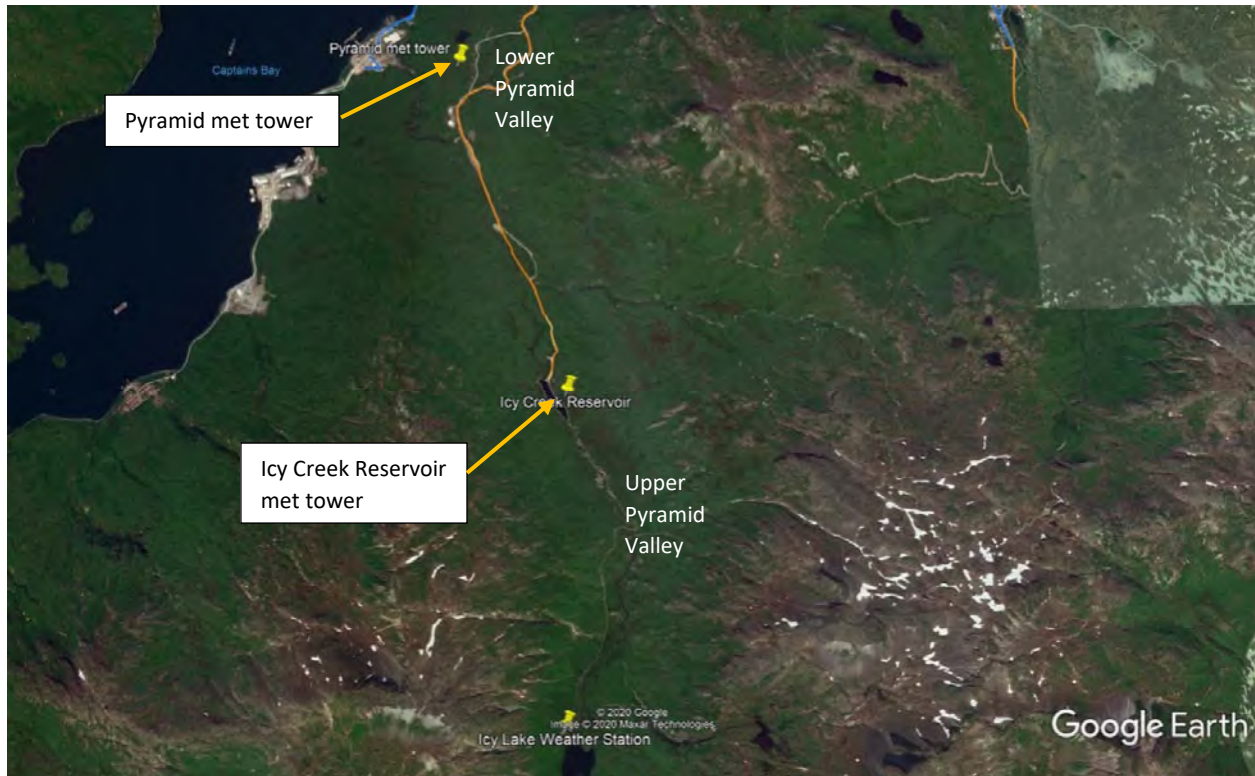 Pyramid met tower
Captains Bay
Lower
Pyramid
Valley
Pyramid met tower
Icy Creek Reservoir
Icy Creek Reservoir
met tower
Upper
Pyramid
Valley
© 2020 Google
Image © 2020 Maxar Technologies
Icy Lake Weather Station
Google Earth